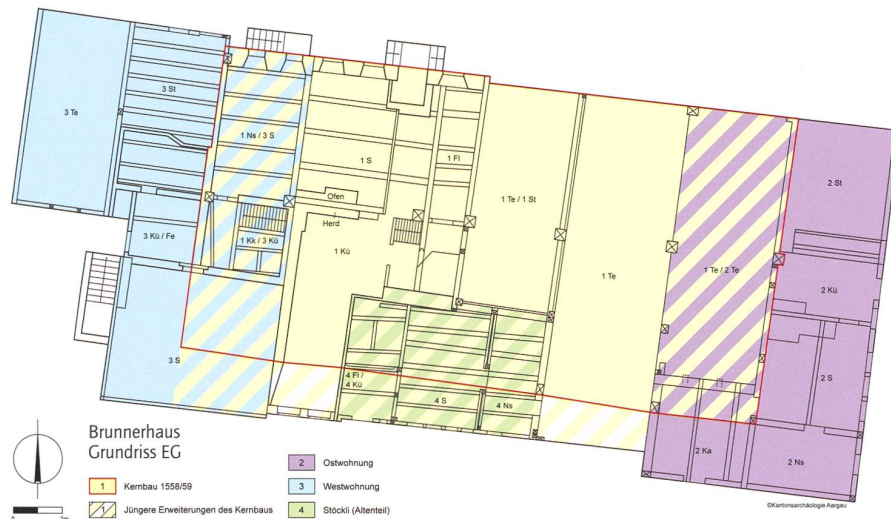 3 Te
3 St
1 Ns / 3 S
1 S
1 Fl
1 Te / 1 St
1 Te
1 Te / 2 Te
2 St
Ofen
Herd
3 Kü / Fe
1 Kk / 3 Kü
1 Kü
2 Kü
3 S
4 Fl /
4 Kü
4 S
4 Ns
2 S
2 Ka
2 Ns
Brunnerhaus
Grundriss EG
1 Kernbau 1558/59
1 Jüngere Erweiterungen des Kernbaus
2 Ostwohnung
3 Westwohnung
4 Stöckli (Altenteil)
©Kantonsarchäologie Aargau